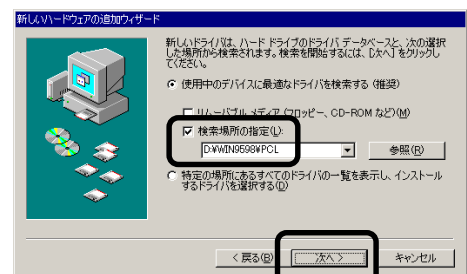 新しいハードウェアの追加ウィザード
新しいドライバは、ハード ドライブのドライバ データベースと、次の選択
した場所から検索されます。検索を開始するには、[次へ] をクリックし
てください。
使用中のデバイスに最適なドライバを検索する (推奨)
リムーバブル メディア (フロッピー、CD-ROM など)(M)
検索場所の指定(L):
D:¥WIN9598¥PCL
参照(R)
特定の場所にあるすべてのドライバの一覧を表示し、インストール
するドライバを選択する(D)
< 戻る(B)
次へ >
キャンセル